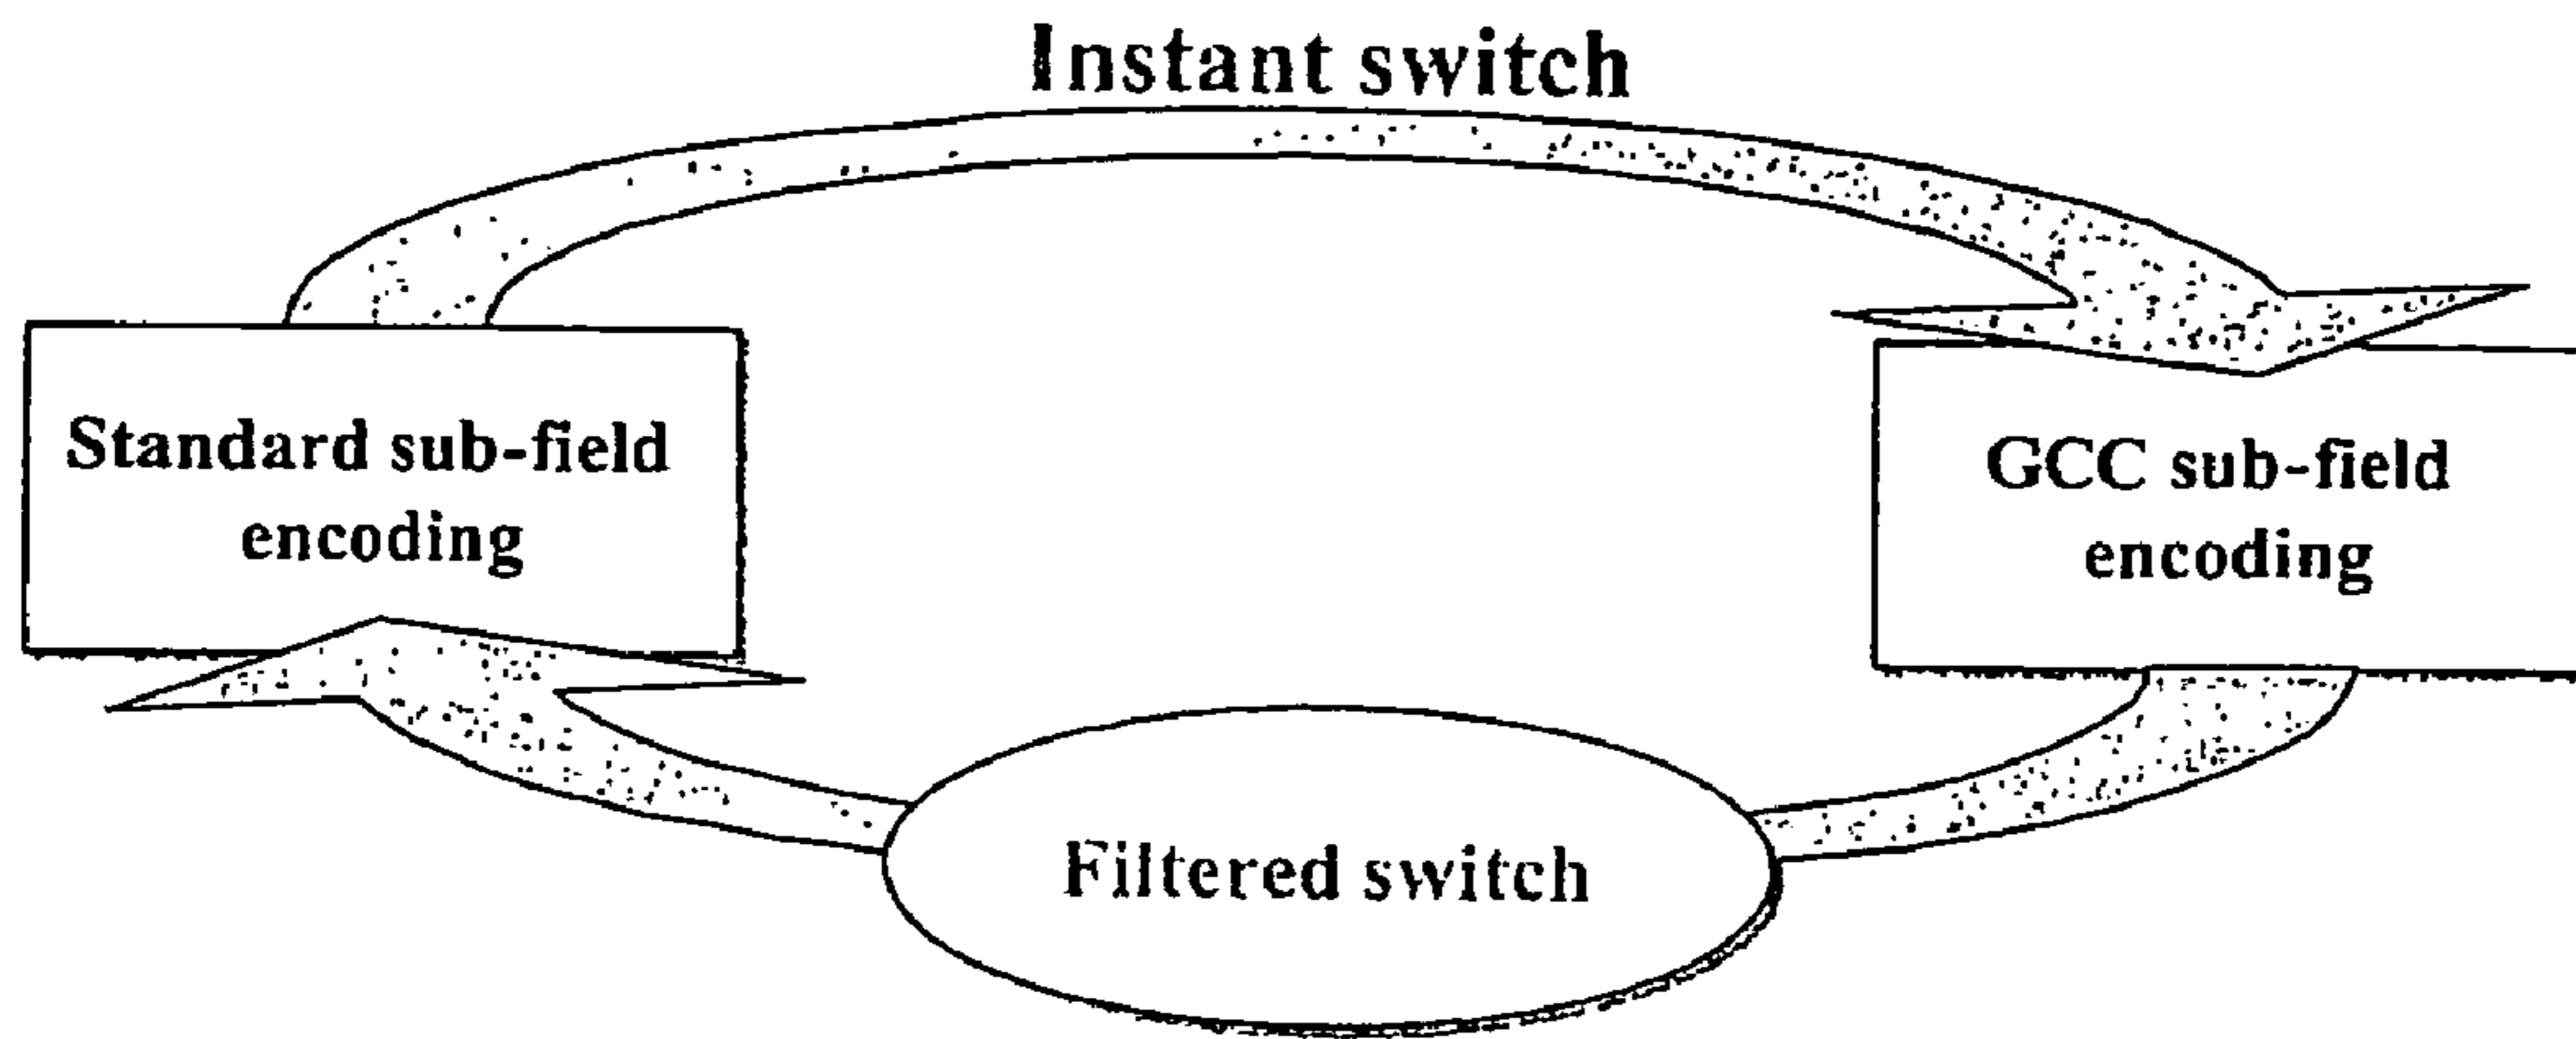 Instant switch
Standard sub-field
encoding
GCC sub-field
encoding
Filtered switch